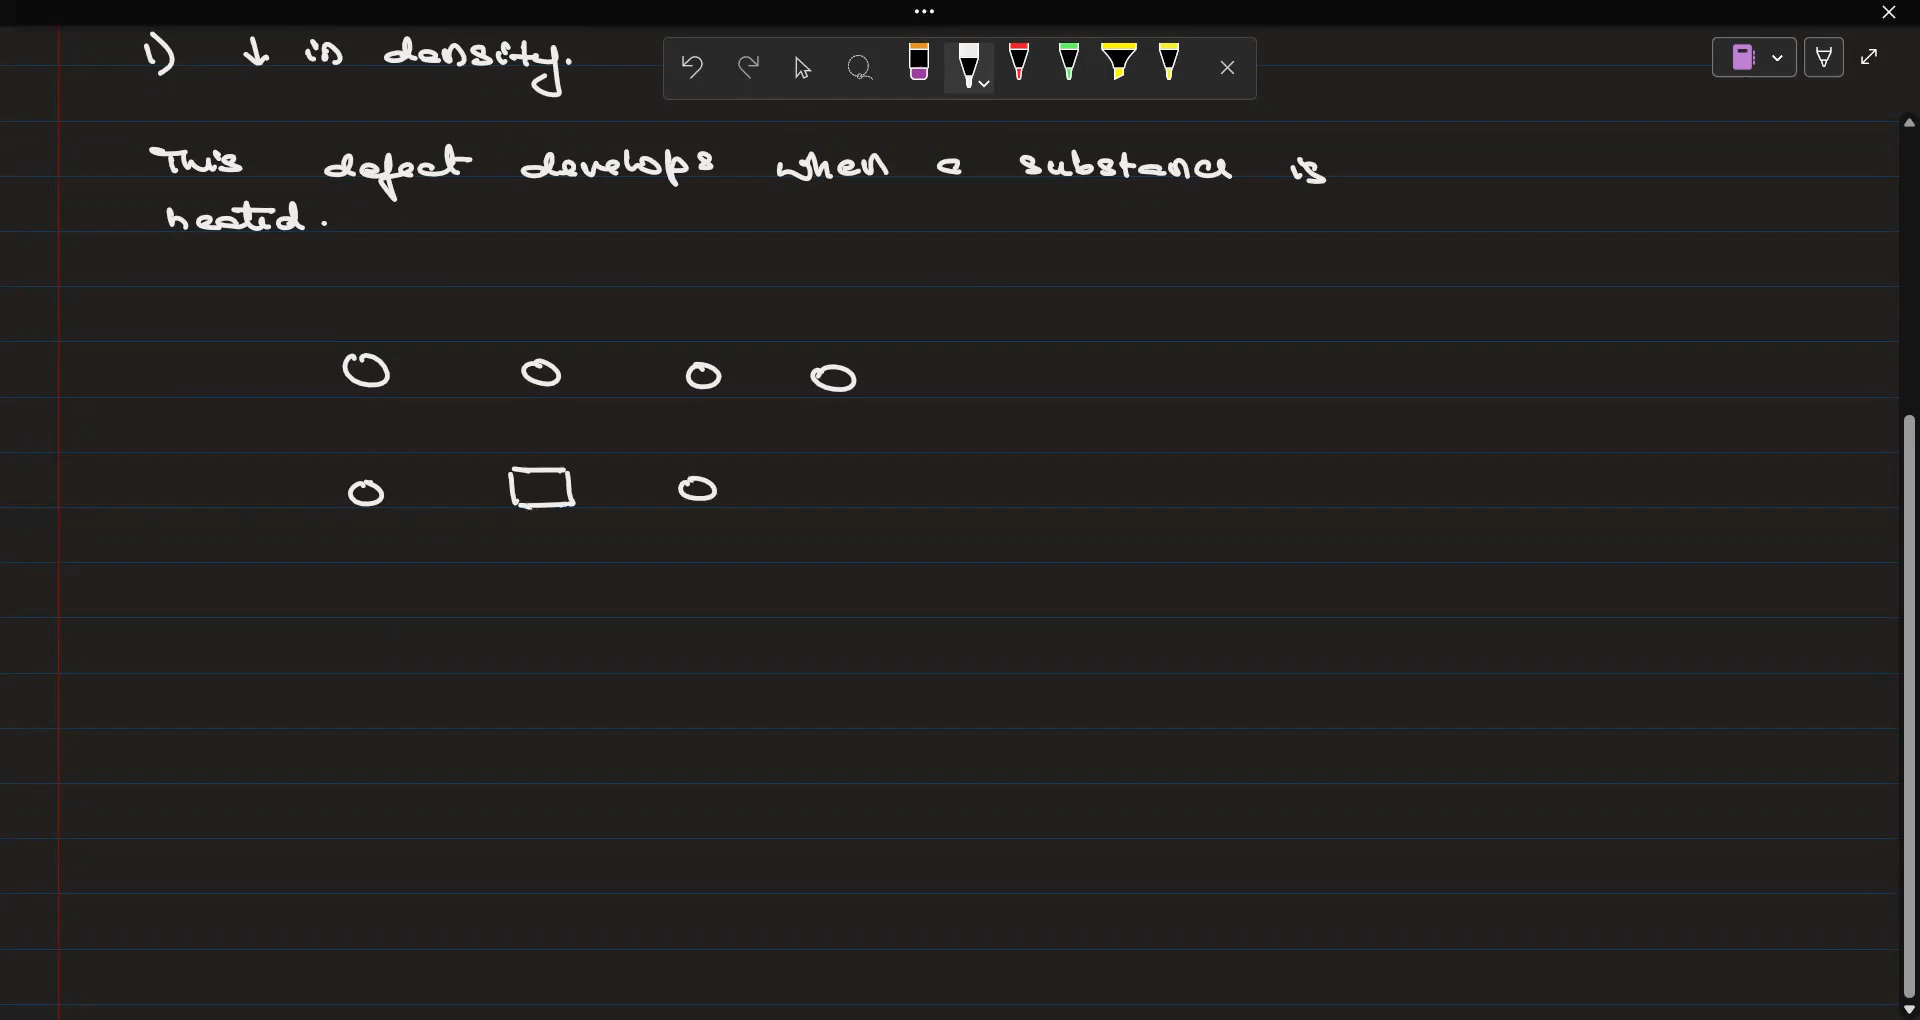 1) ↓ in density.
This defect develops when a substance is
heated.